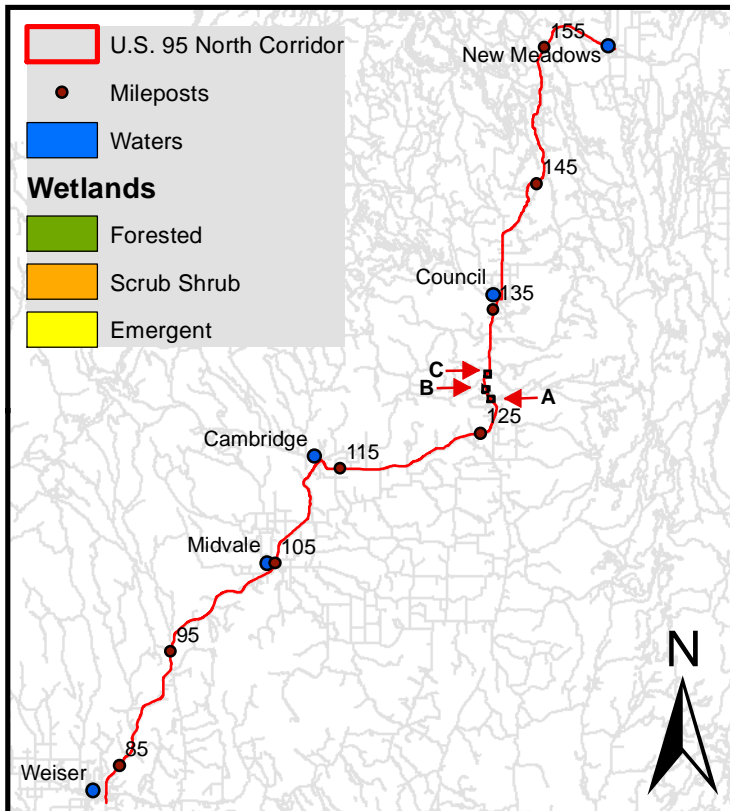 U.S. 95 North Corridor
Mileposts
Waters
Wetlands
Forested
Scrub Shrub
Emergent
155
New Meadows
145
Council
135
C
B
A
125
Cambridge
115
Midvale
105
95
N
85
Weiser